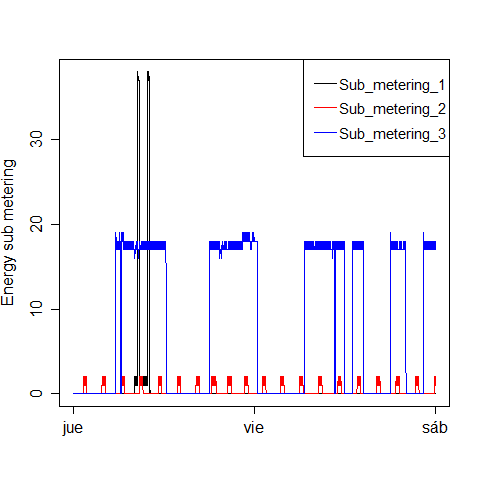 Sub_metering_1
Sub_metering_2
Sub_metering_3
Energy sub metering
30
20
10
0
jue
vie
sáb